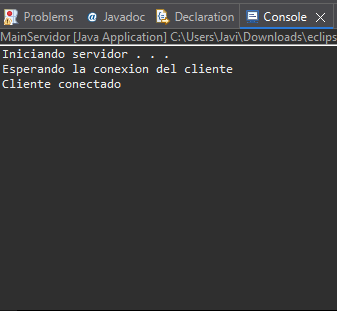 Problems Javadoc Declaration Console
MainServidor [Java Application] C:\Users\Javi\Downloads\eclips
Iniciando servidor . . .
Esperando la conexion del cliente
Cliente conectado